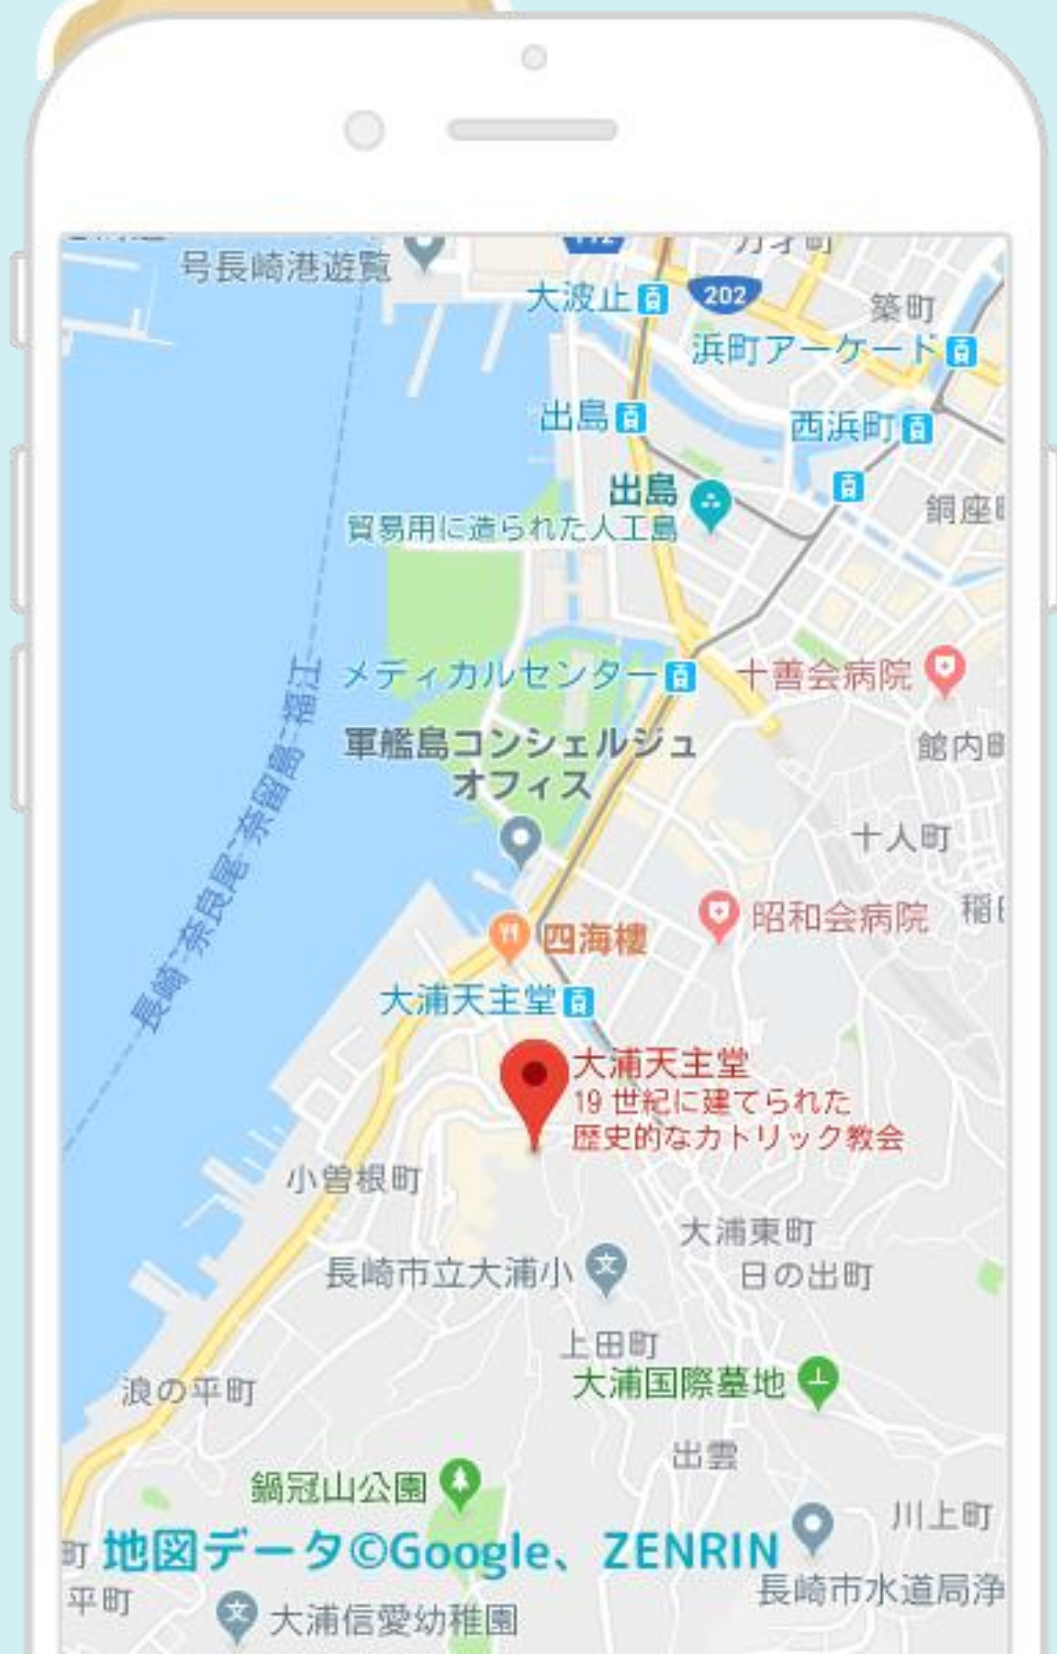 号長崎港遊覧
大波止
202
築町
浜町アーケード
出島
西浜町
出島
貿易用に造られた人工島
銅座
メディカルセンター
十善会病院
軍艦島コンシェルジュ
オフィス
館内町
十人町
長崎-奈良尾-奈留島-福江
四海樓
昭和会病院
稲
大浦天主堂
大浦天主堂
19 世紀に建てられた
歴史的なカトリック教会
小曽根町
大浦東町
長崎市立大浦小
日の出町
上田町
大浦国際墓地
浪の平町
出雲
鍋冠山公園
川上町
町
地図データ©Google、ZENRIN
平町
長崎市水道局浄
大浦信愛幼稚園